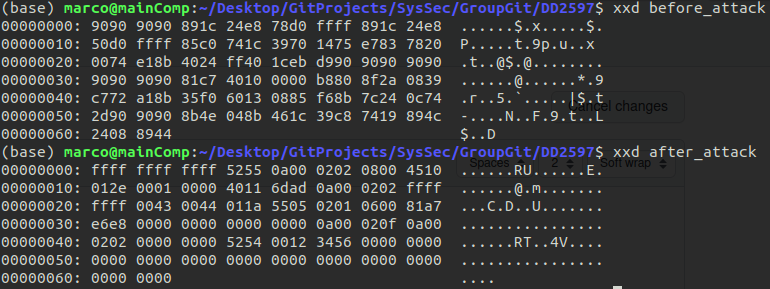 (base) marco@mainComp:~/Desktop/GitProjects/SysSec/GroupGit/DD2597$ xxd before_attack
00000000: 9090 9090 891c 24e8 78d0 ffff 891c 24e8  ......$.x.....$.
00000010: 50d0 ffff 85c0 741c 3970 1475 e783 7820  P.....t.9p.u..x
00000020: 0074 e18b 4024 ff40 1ceb d990 9090 9090  .t..@$.@........
00000030: 9090 9090 81c7 4010 0000 b880 8f2a 0839  ......@......*.9
00000040: c772 a18b 35f0 6013 0885 f68b 7c24 0c74  .r..5.`.....|$.t
Cancel changes
00000050: 2d90 9090 8b4e 048b 461c 39c8 7419 894c  -....N..F.9.t..L
00000060: 2408 8944                                $..D
(base) marco@mainComp:~/Desktop/GitProjects/SysSec/GroupGit/DD2597$ xxd after_attack
00000000: ffff ffff ffff 5255 0a00 0202 0800 4510  ......RU......E.
Spaces 2 Soft wrap
00000010: 012e 0001 0000 4011 6dad 0a00 0202 ffff  ......@.m.......
00000020: ffff 0043 0044 011a 5505 0201 0600 81a7  ...C.D..U.......
00000030: e6e8 0000 0000 0000 0000 0a00 020f 0a00  ................
00000040: 0202 0000 0000 5254 0012 3456 0000 0000  ......RT..4V....
00000050: 0000 0000 0000 0000 0000 0000 0000 0000  ................
00000060: 0000 0000                                ....